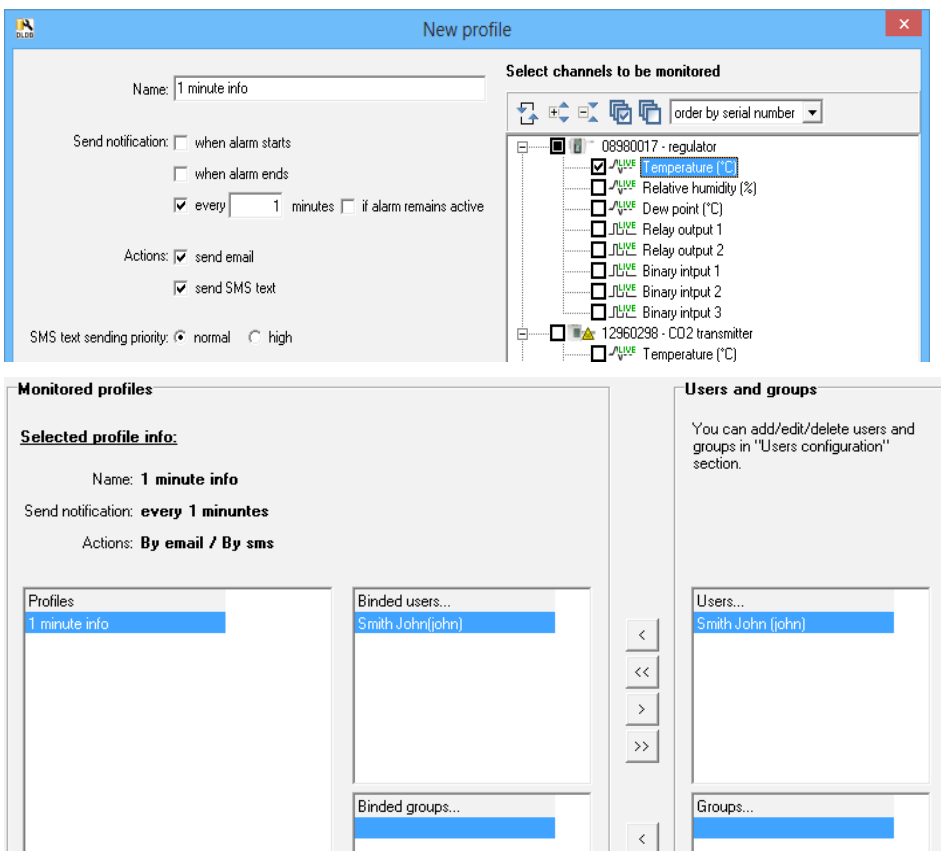 DLDB
New profile
Name: 1 minute info
Send notification: when alarm starts
when alarm ends
every 1 minutes if alarm remains active
Actions: send email
send SMS text
SMS text sending priority: normal high
Select channels to be monitored
order by serial number
08980017 - regulator
LIVE Temperature (°C)
LIVE Relative humidity (%)
LIVE Dew point (°C)
LIVE Relay output 1
LIVE Relay output 2
LIVE Binary intput 1
LIVE Binary intput 2
LIVE Binary intput 3
12960298 - CO2 transmitter
LIVE Temperature (°C)
Monitored profiles
Selected profile info:
Name: 1 minute info
Send notification: every 1 minuntes
Actions: By email / By sms
Profiles
1 minute info
Binded users...
Smith John(john)
Binded groups...
<
<<
>
>>
<
Users and groups
You can add/edit/delete users and
groups in "Users configuration"
section.
Users...
Smith John (john)
Groups...